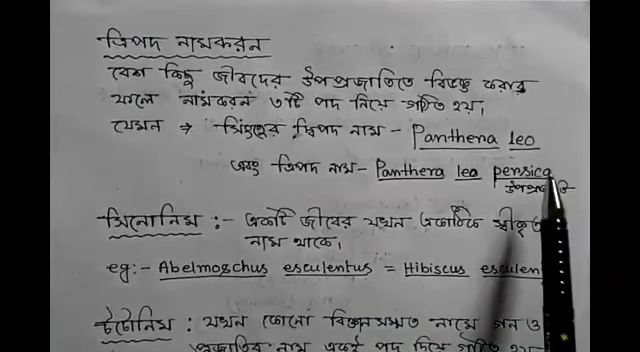 ত্রিপদ নামকরন
বেশ কিছু জীবদের উপপ্রজাতিতে বিভক্ত করার
ফলে নামকরন ৩টি পদ নিয়ে গঠিত হয়।
যেমন ⇒ সিংহের দ্বিপদ নাম - Panthera leo
এবং ত্রিপদ নাম - Panthera leo persica
সিনোনিম :- একটি জীবের যখন একাধিক স্বীকৃত
নাম থাকে।
eg:- Abelmoschus esculentus = Hibiscus esculen
টটোনিম : যখন কোনো বিজ্ঞানসম্মত নামে গন ও
প্রজাতির নাম একই পদ দিয়ে গঠিত হয়